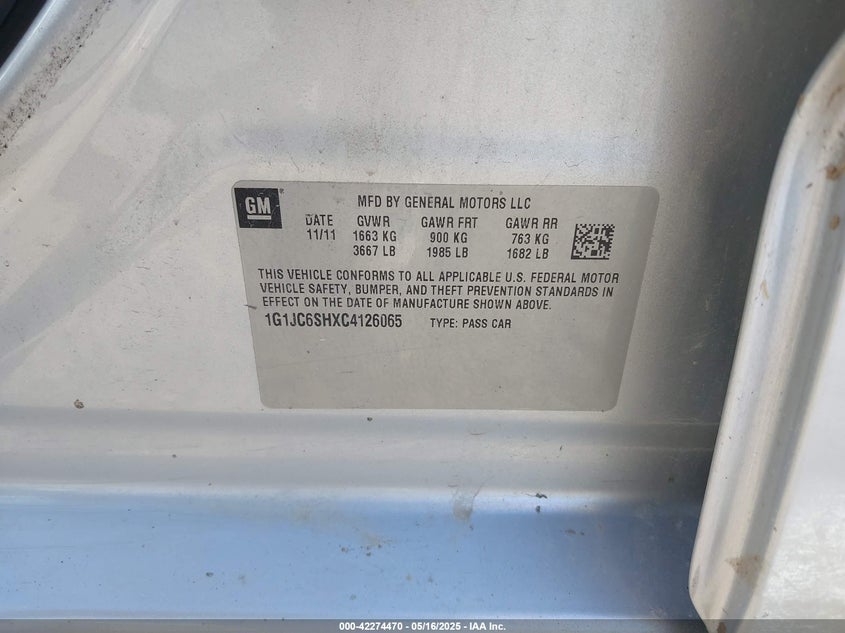 GM
MFD BY GENERAL MOTORS LLC
DATE GVWR GAWR FRT GAWR RR
11/11 1663 KG 900 KG 763 KG
3667 LB 1985 LB 1682 LB
THIS VEHICLE CONFORMS TO ALL APPLICABLE U.S. FEDERAL MOTOR
VEHICLE SAFETY, BUMPER, AND THEFT PREVENTION STANDARDS IN
EFFECT ON THE DATE OF MANUFACTURE SHOWN ABOVE.
1G1JC6SHXC4126065 TYPE: PASS CAR
000-42274470 - 05/16/2025 - IAA Inc.